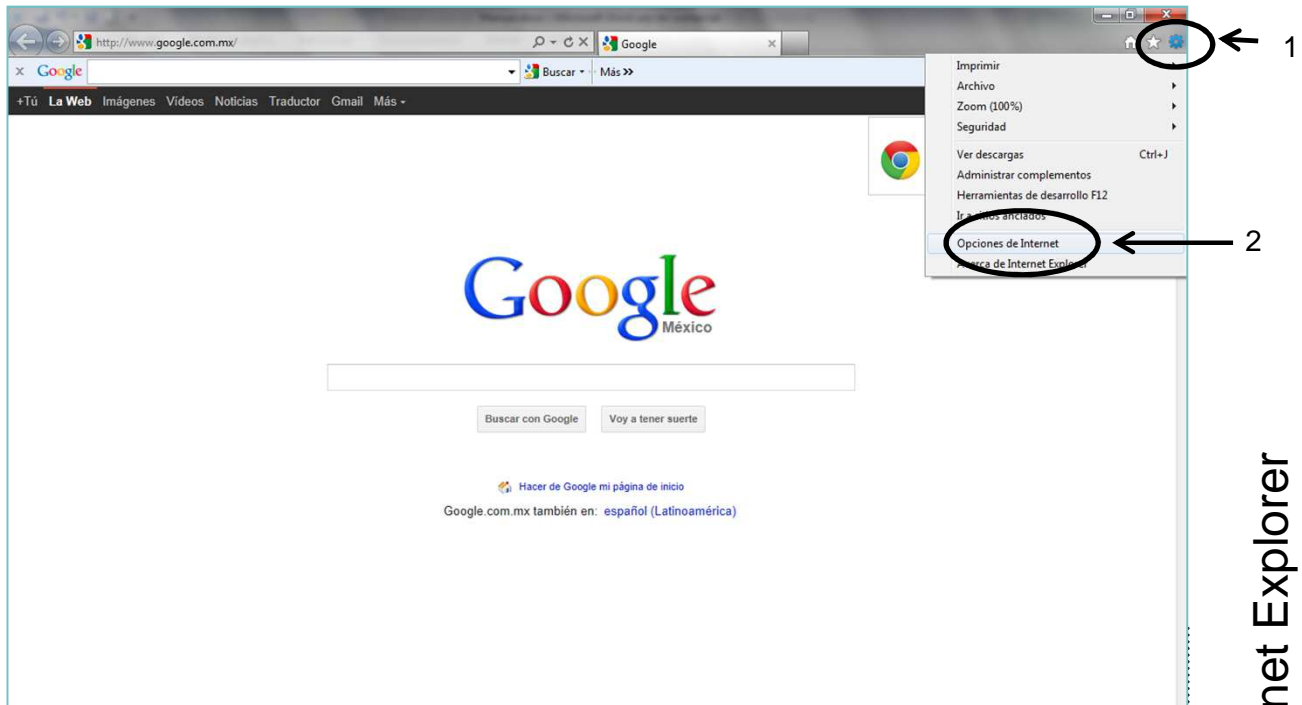 http://www.google.com.mx/
Google
1
x Google
Buscar
Más >>
Imprimir
Archivo
Zoom (100%)
Seguridad
Ver descargas Ctrl+J
Administrar complementos
Herramientas de desarrollo F12
Ir a sitios anclados
Opciones de Internet
2
Acerca de Internet Explorer
+Tú La Web Imágenes Vídeos Noticias Traductor Gmail Más
Google
México
Buscar con Google
Voy a tener suerte
Hacer de Google mi página de inicio
Google.com.mx también en: español (Latinoamérica)
net Explorer